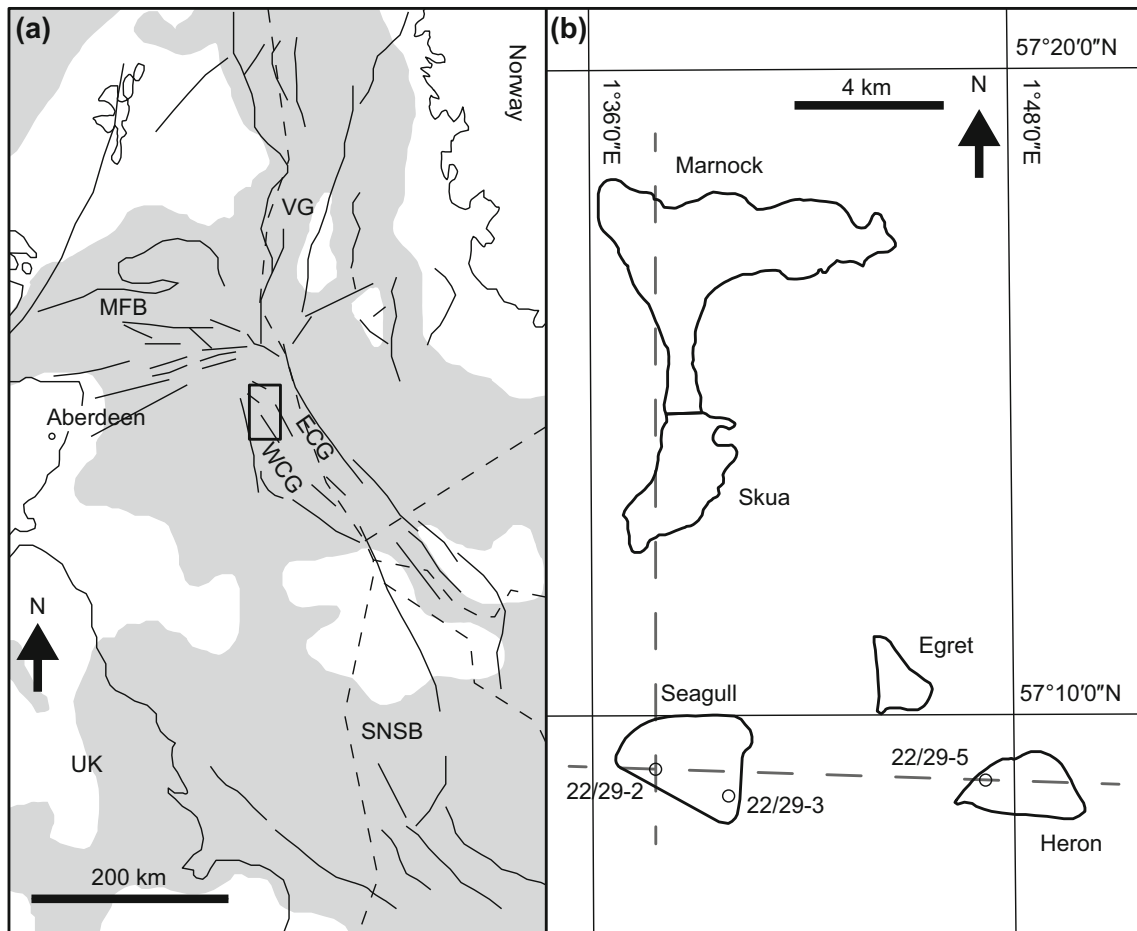 (a)
Norway
VG
MFB
Aberdeen
ECG
WCG
N
SNSB
UK
200 km
(b)
57°20′0″N
4 km
N
1°36′0″E
1°48′0″E
Marnock
Skua
Egret
Seagull
57°10′0″N
22/29-5
22/29-2
22/29-3
Heron